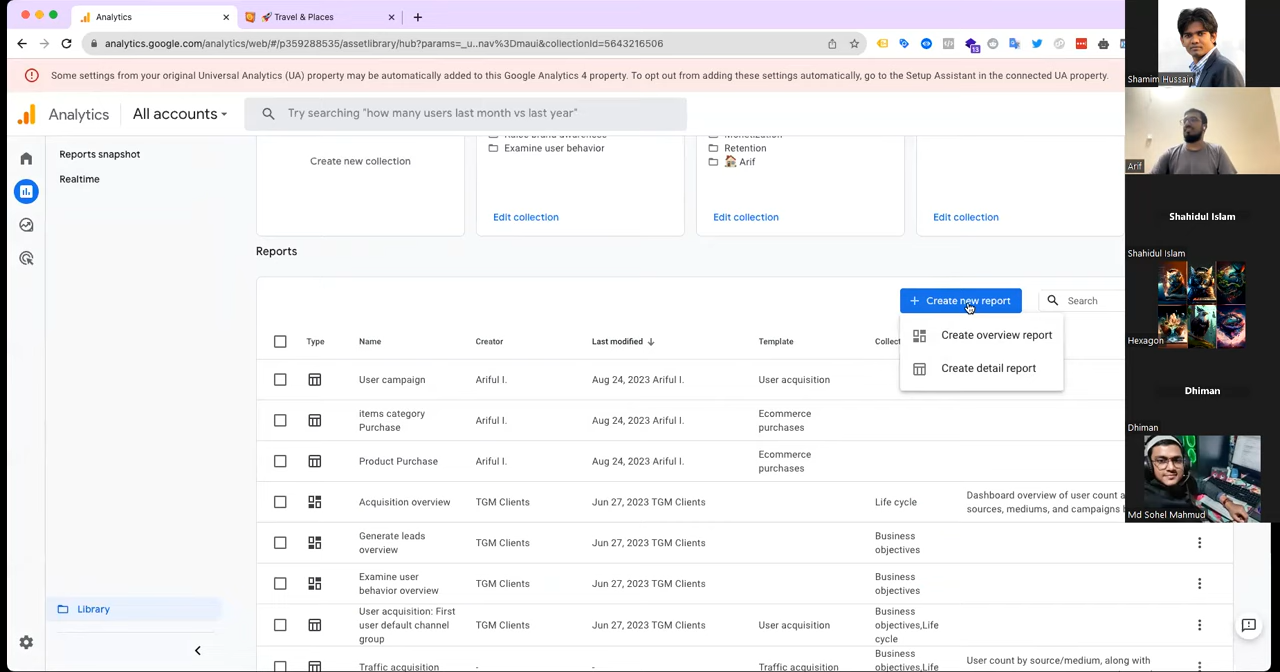 Analytics
🚀 Travel & Places
analytics.google.com/analytics/web/#/p359288535/assetlibrary/hub?params=_u..nav%3Dmaui&collectionId=5643216506
13
Some settings from your original Universal Analytics (UA) property may be automatically added to this Google Analytics 4 property. To opt out from adding these settings automatically, go to the Setup Assistant in the connected UA property.
Analytics
All accounts
Try searching "how many users last month vs last year"
Reports snapshot
Realtime
Library
Create new collection
Raise brand awareness
Examine user behavior
Edit collection
Monetization
Retention
🏠 Arif
Edit collection
Edit collection
Reports
+ Create new report
Search
Create overview report
Create detail report
Type Name Creator Last modified Template Collect
User campaign Ariful I. Aug 24, 2023 Ariful I. User acquisition
items category Purchase Ariful I. Aug 24, 2023 Ariful I. Ecommerce purchases
Product Purchase Ariful I. Aug 24, 2023 Ariful I. Ecommerce purchases
Acquisition overview TGM Clients Jun 27, 2023 TGM Clients Life cycle Dashboard overview of user count a
sources, mediums, and campaigns b
Generate leads overview TGM Clients Jun 27, 2023 TGM Clients Business objectives
Examine user behavior overview TGM Clients Jun 27, 2023 TGM Clients Business objectives
User acquisition: First user default channel group TGM Clients Jun 27, 2023 TGM Clients User acquisition Business objectives,Life cycle
Traffic acquisition - - Traffic acquisition Business objectives,Life User count by source/medium, along with
Shamim Hussain
Arif
Shahidul Islam
Shahidul Islam
Hexagon
Dhiman
Dhiman
Md Sohel Mahmud